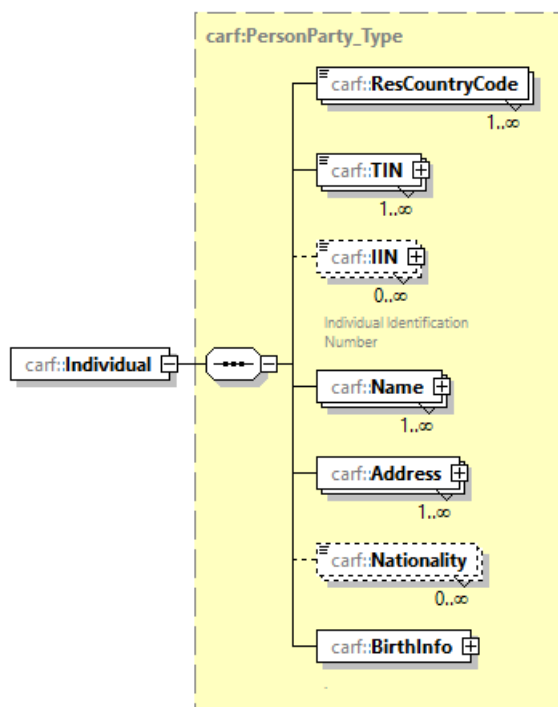 carf:PersonParty_Type
carf::ResCountryCode
1..∞
carf::TIN
1..∞
carf::IIN
0..∞
Individual Identification
Number
carf::Individual
carf::Name
1..∞
carf::Address
1..∞
carf::Nationality
0..∞
carf::BirthInfo
.